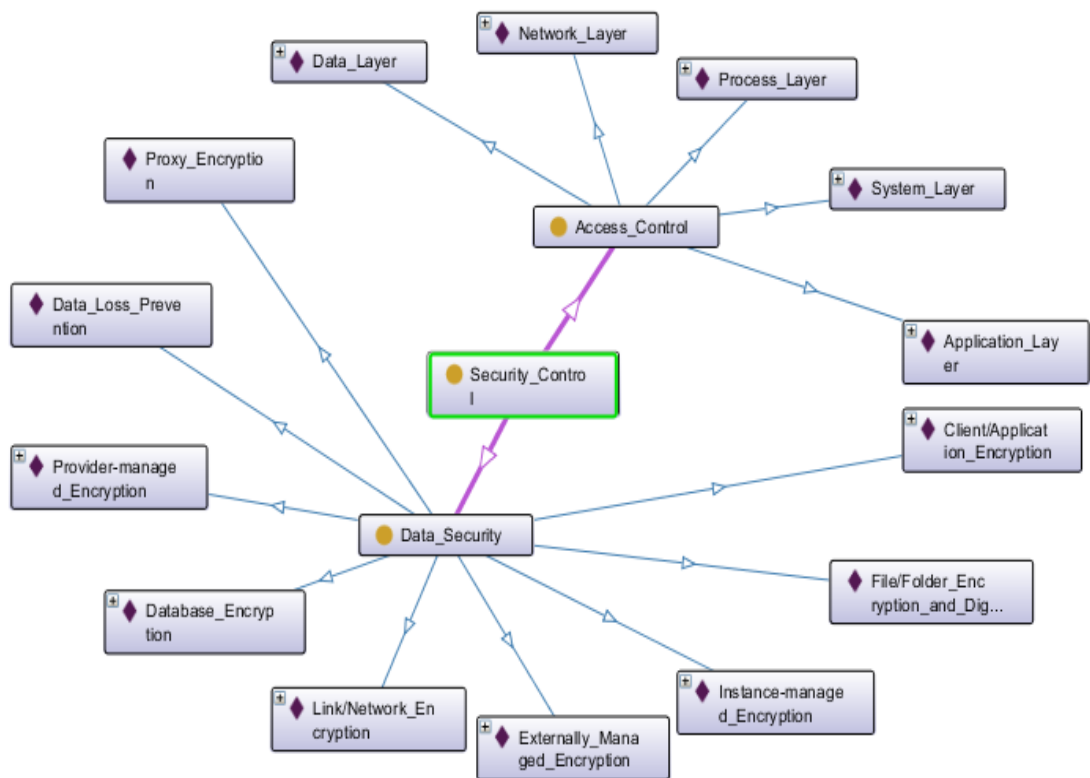 Network_Layer
Data_Layer
Process_Layer
Proxy_Encryptio
n
System_Layer
Access_Control
Data_Loss_Preve
ntion
Application_Lay
er
Security_Contro
l
Client/Applicat
ion_Encryption
Provider-manage
d_Encryption
Data_Security
File/Folder_Enc
ryption_and_Dig...
Database_Encryp
tion
Instance-manage
d_Encryption
Link/Network_En
cryption
Externally_Mana
ged_Encryption